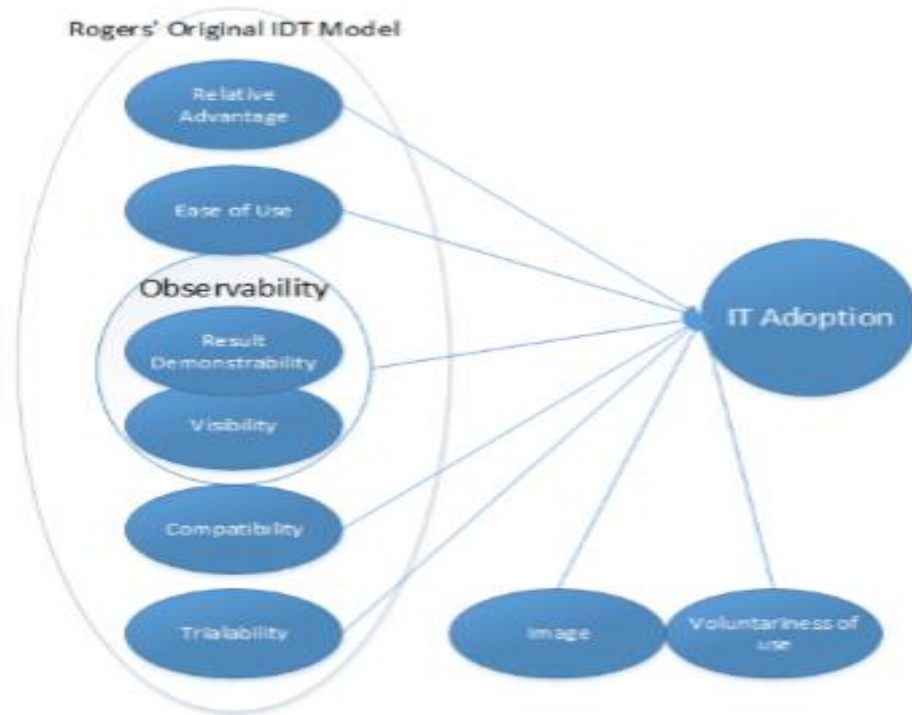 Rogers' Original IDT Model
Relative
Advantage
Ease of Use
Observability
Result
Demonstrability
Visibility
Compatibility
Trialability
IT Adoption
Image
Voluntariness of
use